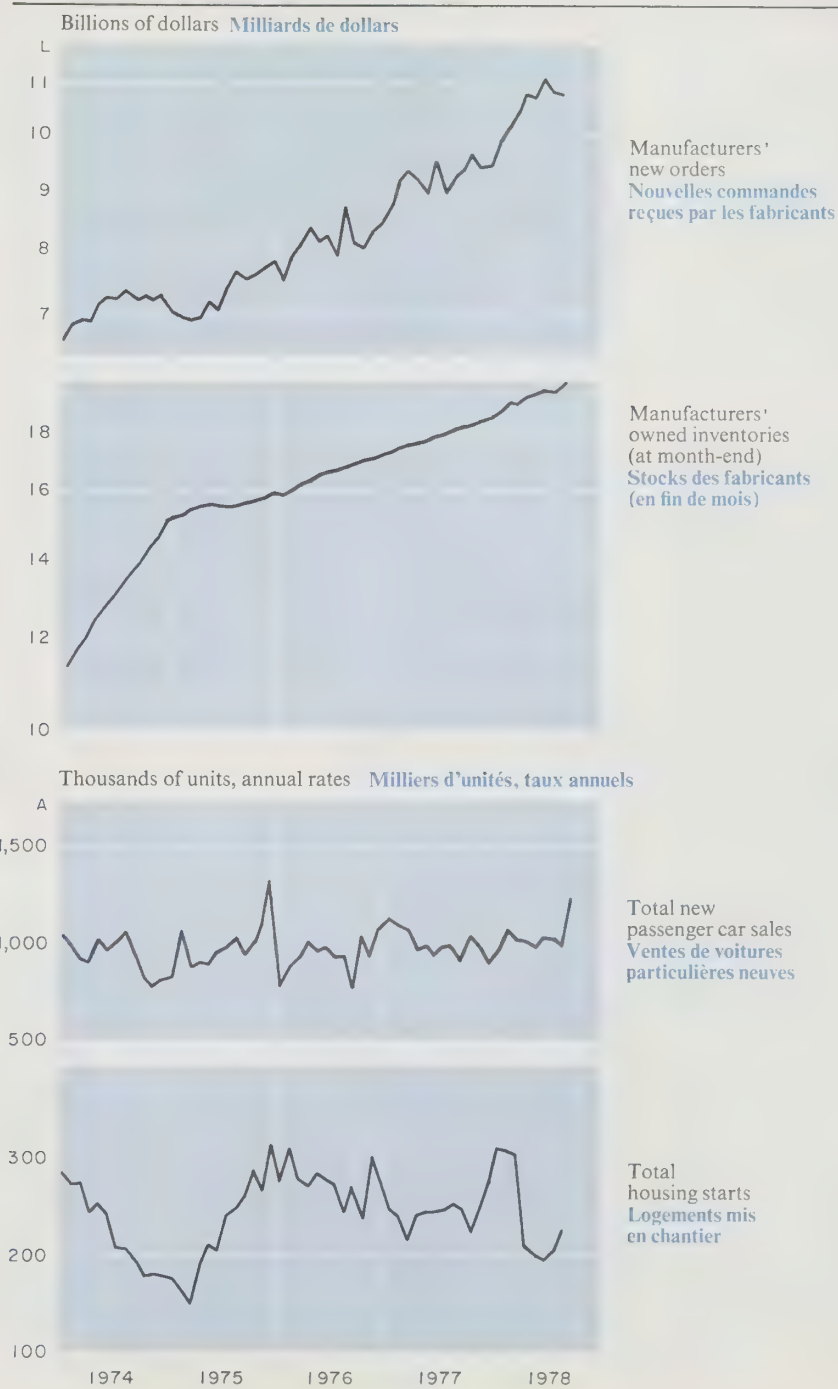 Billions of dollars Milliards de dollars
L
11
10
9
8
7
Manufacturers'
new orders
Nouvelles commandes
reçues par les fabricants
18
16
14
12
10
Manufacturers'
owned inventories
(at month-end)
Stocks des fabricants
(en fin de mois)
Thousands of units, annual rates Milliers d'unités, taux annuels
A
1,500
1,000
500
Total new
passenger car sales
Ventes de voitures
particulières neuves
300
200
100
Total
housing starts
Logements mis
en chantier
1974 1975 1976 1977 1978